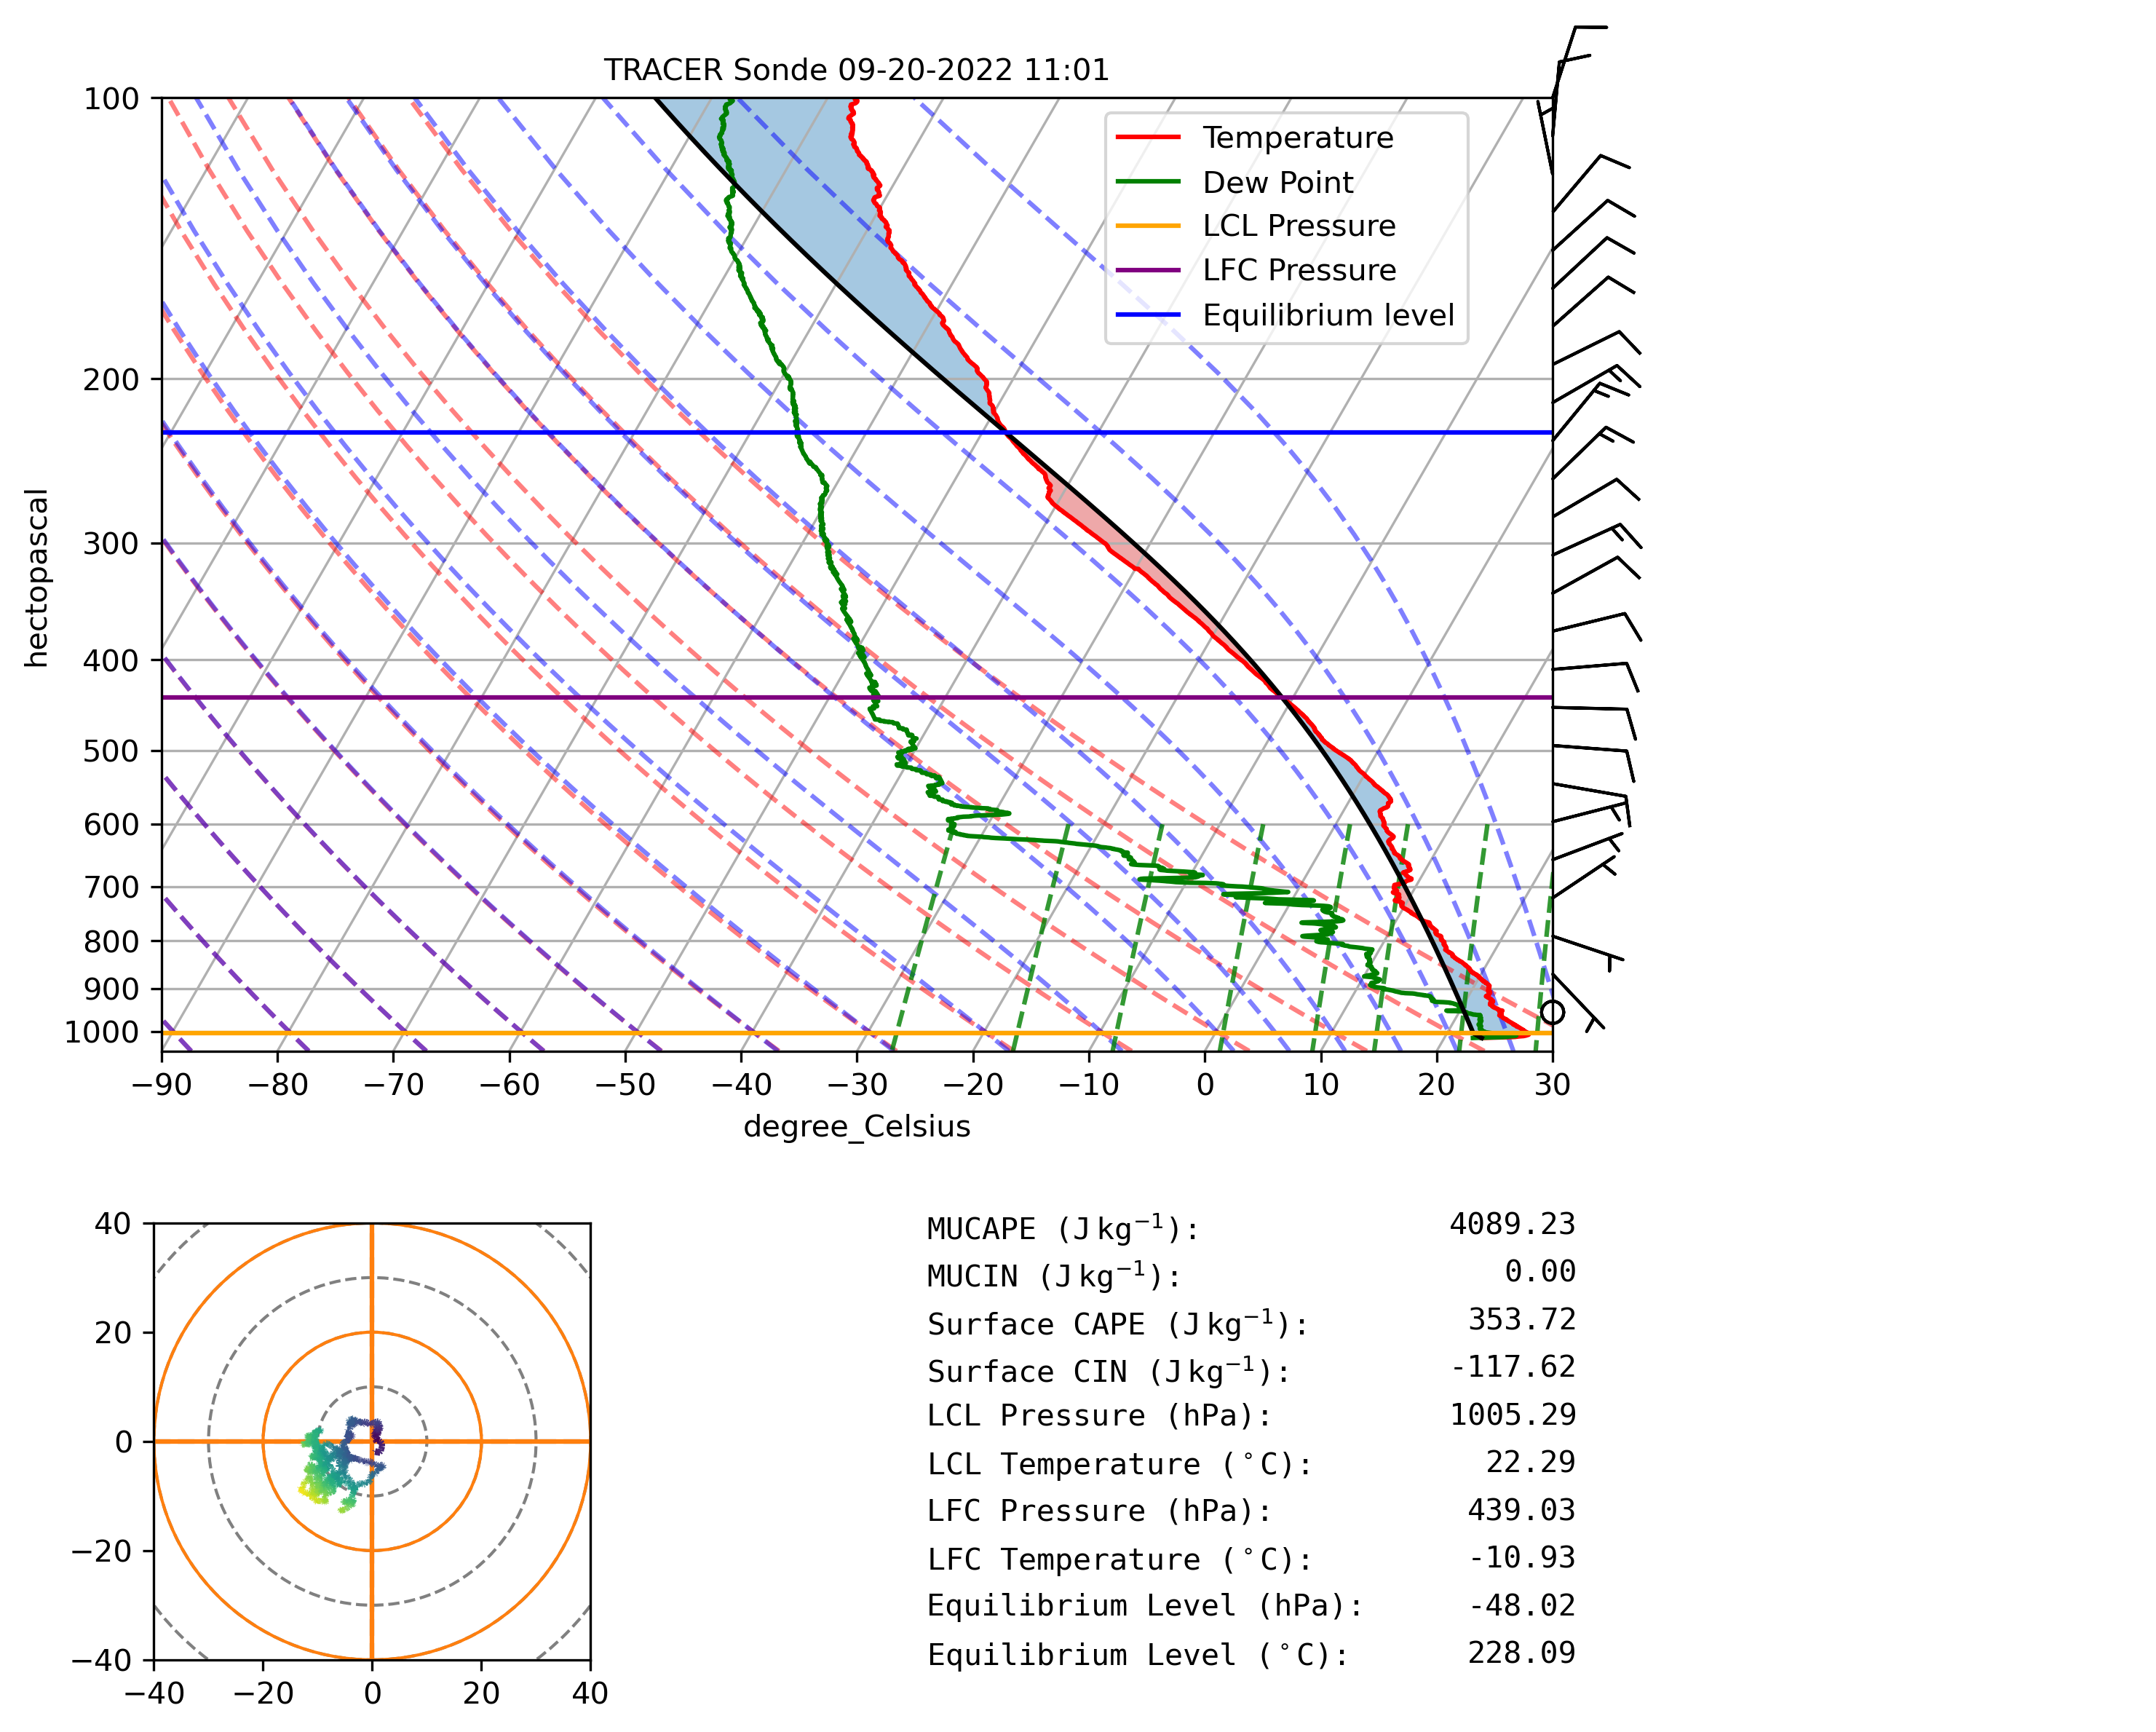 TRACER Sonde 09-20-2022 11:01
100
200
300
400
500
600
700
800
900
1000
hectopascal
Temperature
Dew Point
LCL Pressure
LFC Pressure
Equilibrium level
−90 −80 −70 −60 −50 −40 −30 −20 −10 0 10 20 30
degree_Celsius
40
20
0
−20
−40
−40 −20 0 20 40
MUCAPE (J kg⁻¹): 4089.23
MUCIN (J kg⁻¹): 0.00
Surface CAPE (J kg⁻¹): 353.72
Surface CIN (J kg⁻¹): -117.62
LCL Pressure (hPa): 1005.29
LCL Temperature (°C): 22.29
LFC Pressure (hPa): 439.03
LFC Temperature (°C): -10.93
Equilibrium Level (hPa): -48.02
Equilibrium Level (°C): 228.09